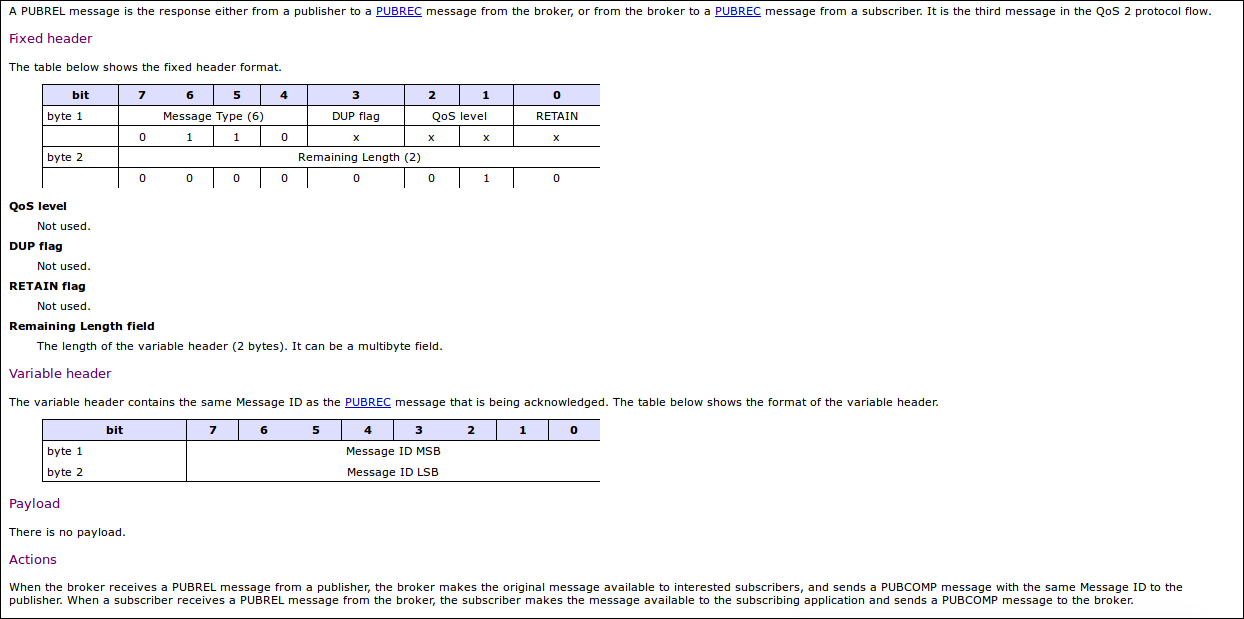 A PUBREL message is the response either from a publisher to a PUBREC message from the broker, or from the broker to a PUBREC message from a subscriber. It is the third message in the QoS 2 protocol flow.
Fixed header
The table below shows the fixed header format.
bit 7 6 5 4 3 2 1 0
byte 1 Message Type (6) DUP flag QoS level RETAIN
0 1 1 0 x x x x
byte 2 Remaining Length (2)
0 0 0 0 0 0 1 0
QoS level
Not used.
DUP flag
Not used.
RETAIN flag
Not used.
Remaining Length field
The length of the variable header (2 bytes). It can be a multibyte field.
Variable header
The variable header contains the same Message ID as the PUBREC message that is being acknowledged. The table below shows the format of the variable header.
bit 7 6 5 4 3 2 1 0
byte 1 Message ID MSB
byte 2 Message ID LSB
Payload
There is no payload.
Actions
When the broker receives a PUBREL message from a publisher, the broker makes the original message available to interested subscribers, and sends a PUBCOMP message with the same Message ID to the
publisher. When a subscriber receives a PUBREL message from the broker, the subscriber makes the message available to the subscribing application and sends a PUBCOMP message to the broker.